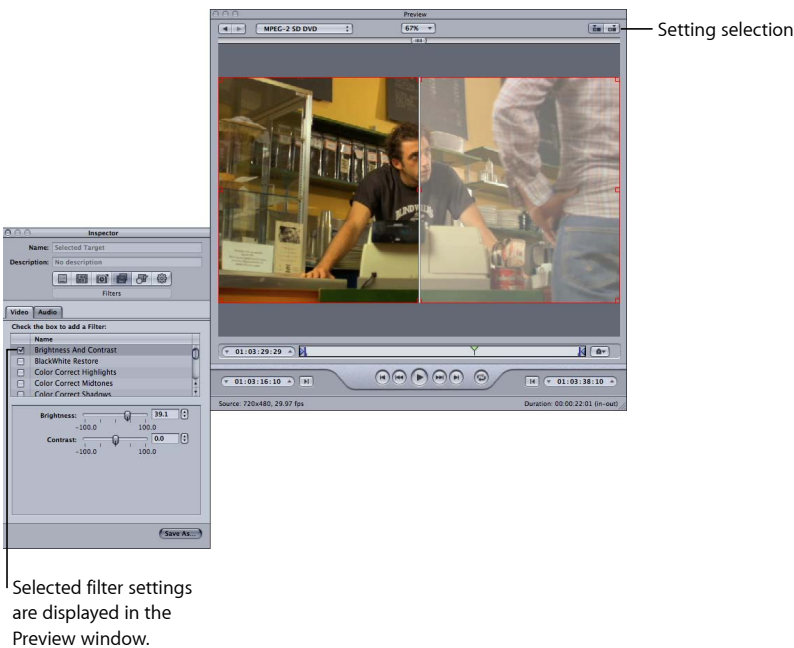 Preview
MPEG-2 SD DVD
67%
Setting selection
Inspector
Name: Selected Target
Description: No description
Filters
Video Audio
Check the box to add a Filter:
Name
Brightness And Contrast
BlackWhite Restore
Color Correct Highlights
Color Correct Midtones
Color Correct Shadows
Brightness: 39.1
-100.0 100.0
Contrast: 0.0
-100.0 100.0
Save As...
01:03:29:29
01:03:16:10
01:03:38:10
Source: 720x480, 29.97 fps
Duration: 00:00:22:01 (in-out)
Selected filter settings
are displayed in the
Preview window.